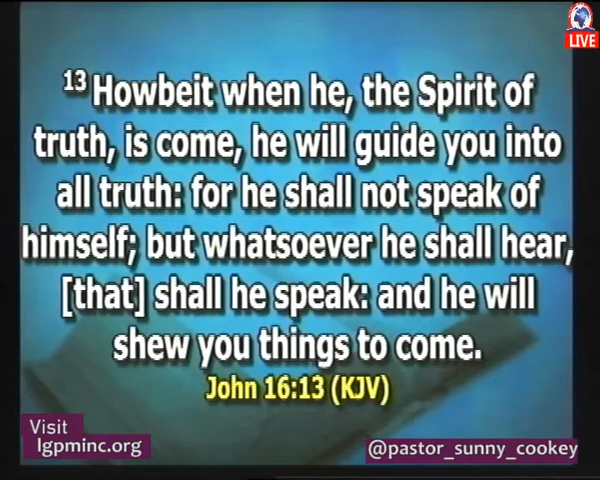 LIVE
13 Howbeit when he, the Spirit of
truth, is come, he will guide you into
all truth: for he shall not speak of
himself; but whatsoever he shall hear,
[that] shall he speak: and he will
shew you things to come.
John 16:13 (KJV)
Visit
lgpminc.org
@pastor_sunny_cookey